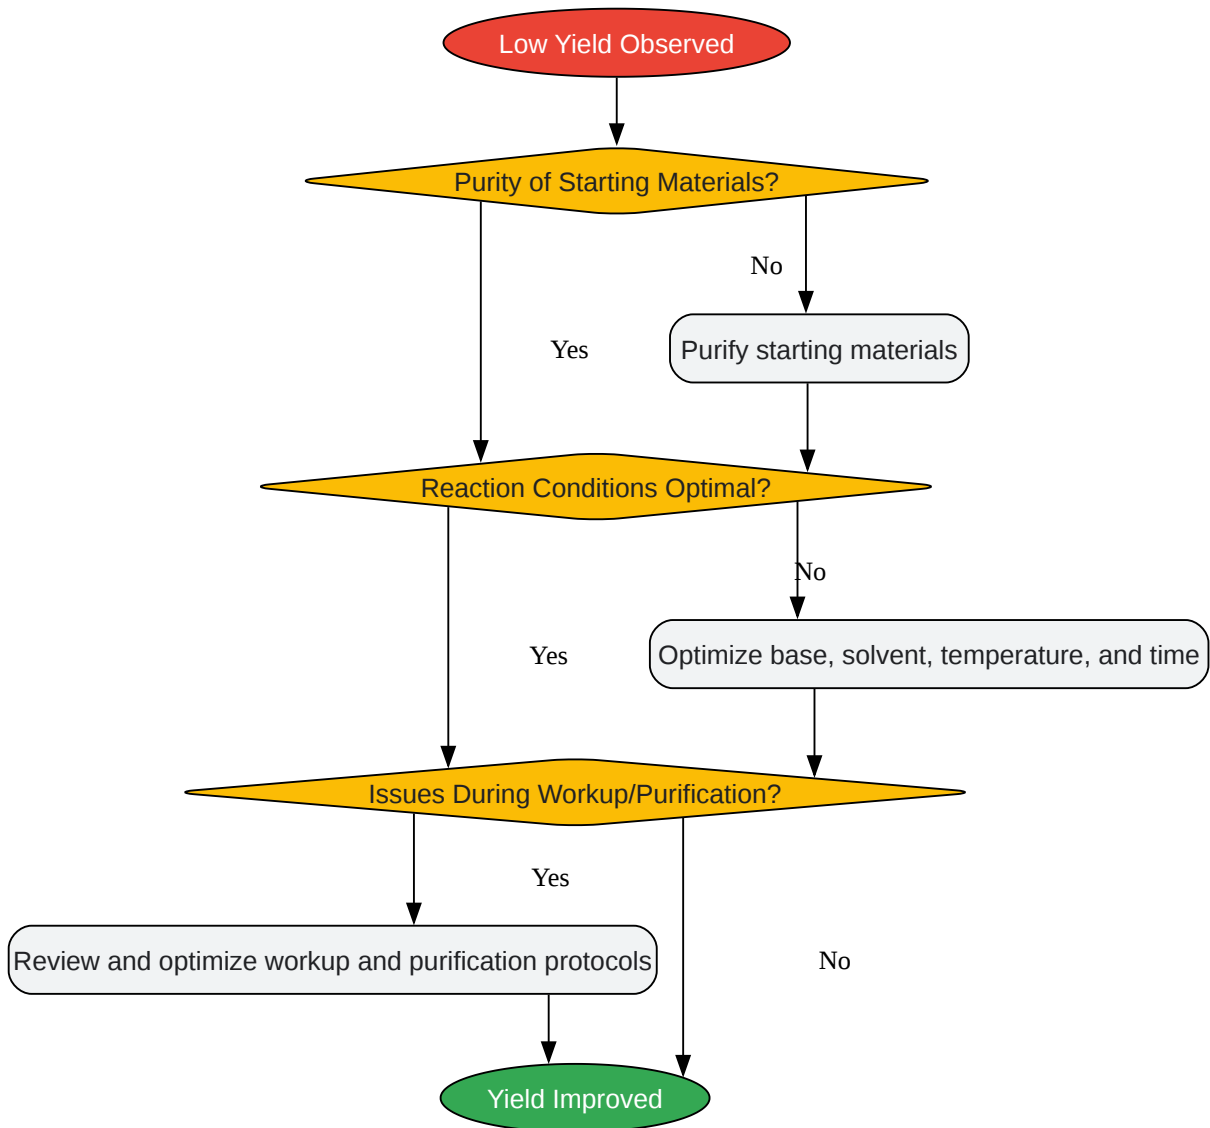 Low Yield Observed
Purity of Starting Materials?
No
Yes
Purify starting materials
Reaction Conditions Optimal?
No
Yes
Optimize base, solvent, temperature, and time
Issues During Workup/Purification?
Yes
Review and optimize workup and purification protocols
No
Yield Improved